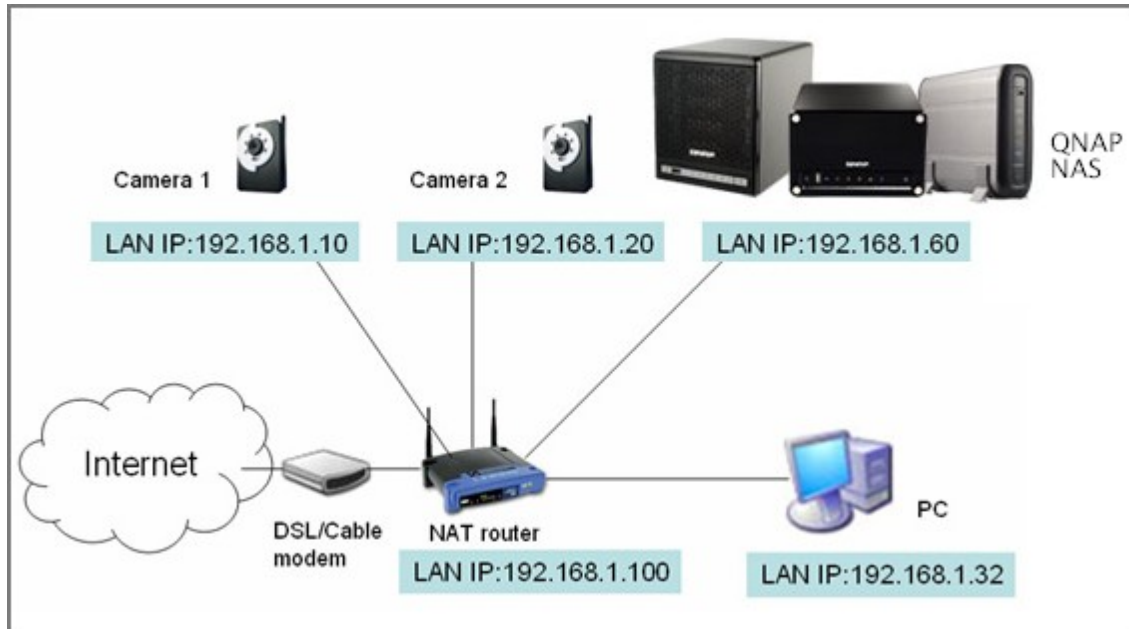 Camera 1
Camera 2
QNAP
NAS
LAN IP:192.168.1.10
LAN IP:192.168.1.20
LAN IP:192.168.1.60
Internet
DSL/Cable
modem
NAT router
PC
LAN IP:192.168.1.100
LAN IP:192.168.1.32